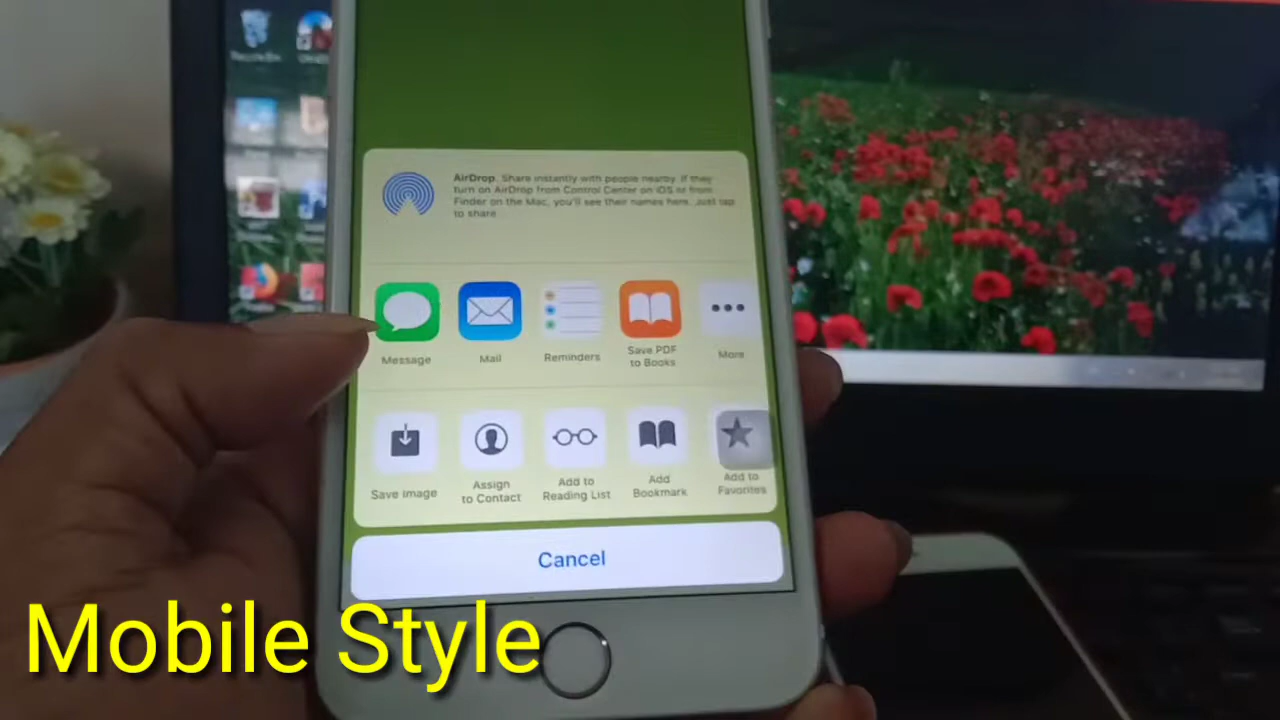 AirDrop. Share instantly with people nearby. If they
turn on AirDrop from Control Center on iOS or from
Finder on the Mac, you'll see their names here. Just tap
to share.
Message
Mail
Reminders
Save PDF
to Books
More
Save Image
Assign
to Contact
Add to
Reading List
Add
Bookmark
Add to
Favorites
Cancel
Mobile Style